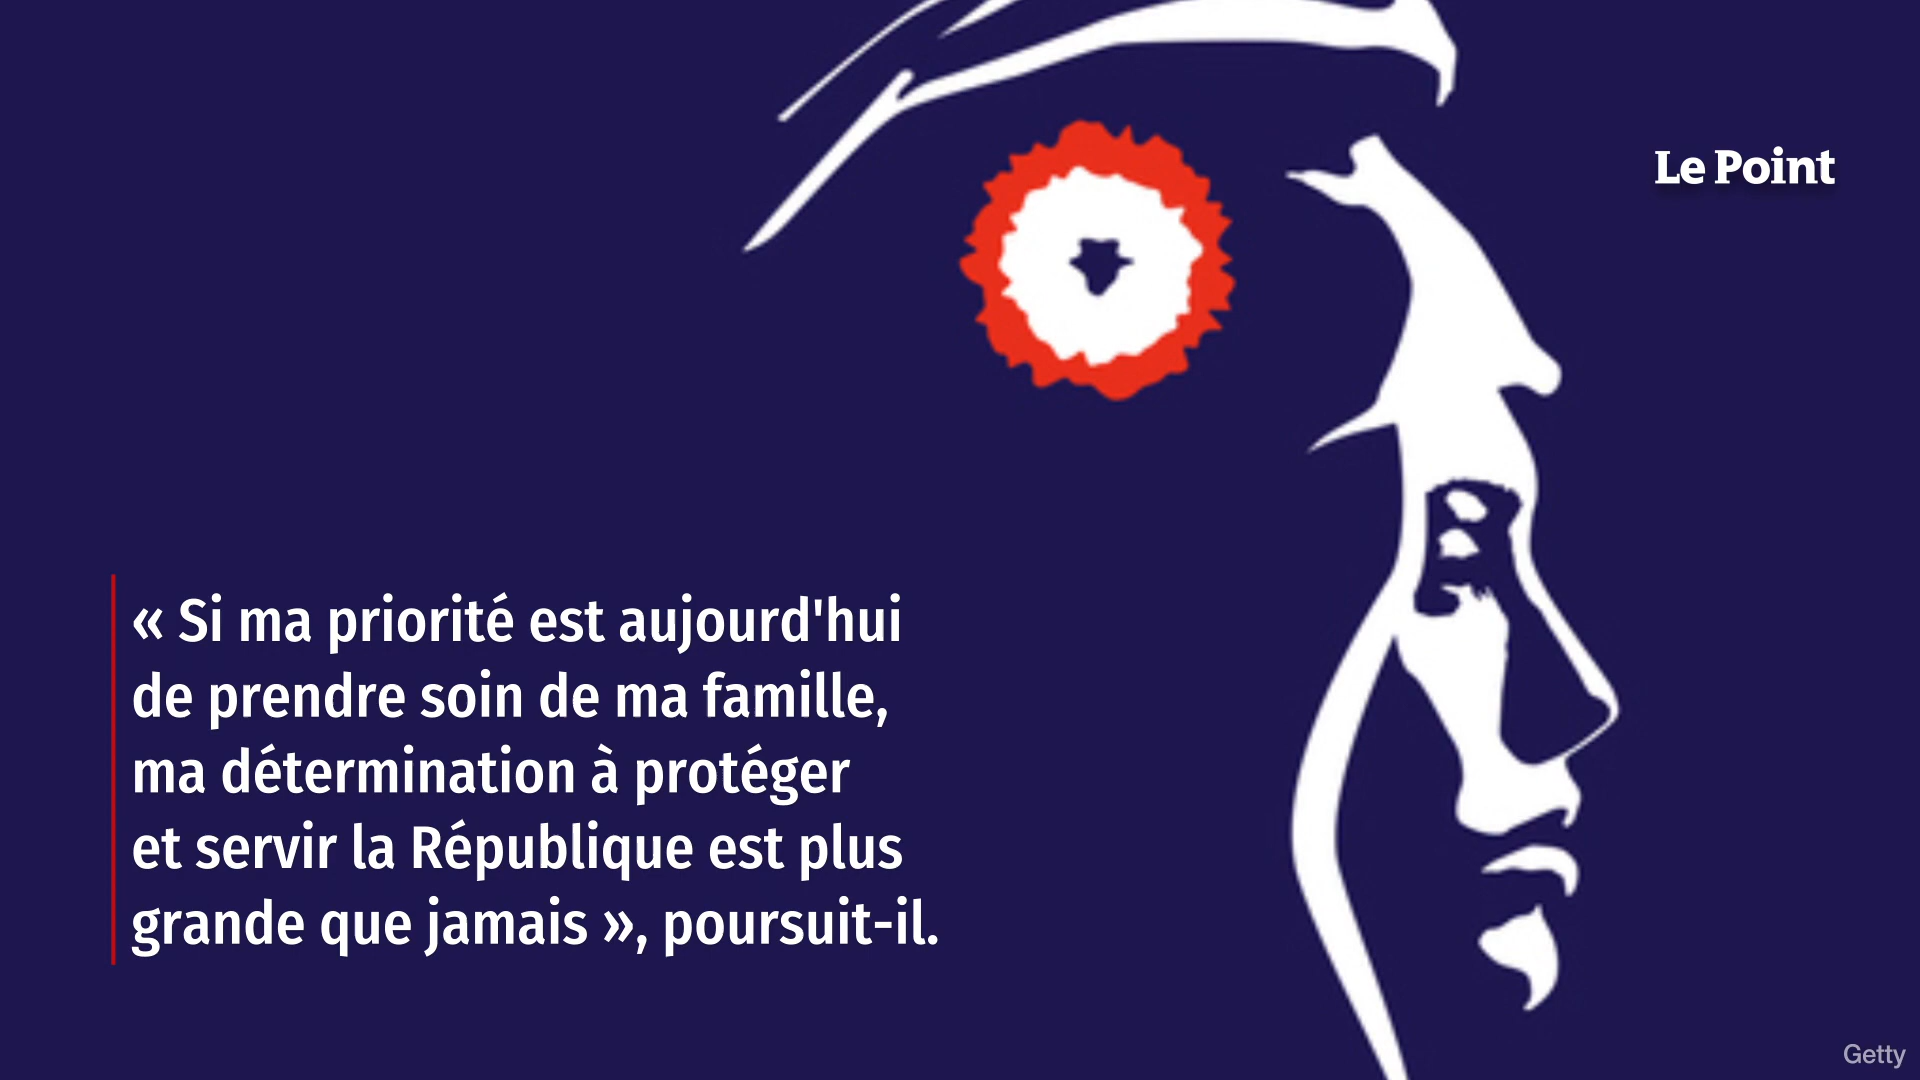 Le Point
« Si ma priorité est aujourd'hui
de prendre soin de ma famille,
ma détermination à protéger
et servir la République est plus
grande que jamais », poursuit-il.
Getty